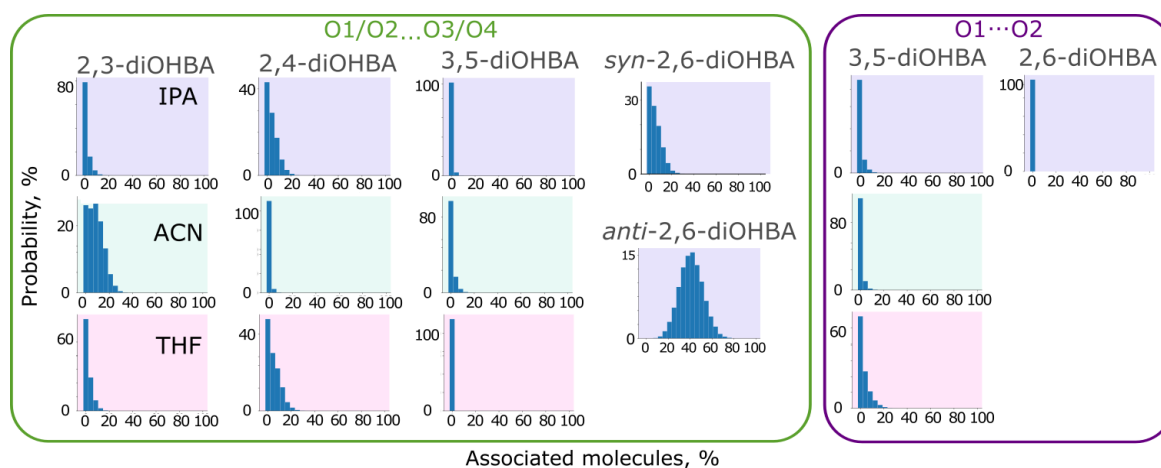 O1/O2...O3/O4
O1···O2
2,3-diOHBA
2,4-diOHBA
3,5-diOHBA
syn-2,6-diOHBA
3,5-diOHBA
2,6-diOHBA
Probability, %
IPA
80
0
0 20 40 60 80 100
40
0
0 20 40 60 80 100
100
0
0 20 40 60 80 100
30
0
0 20 40 60 80 100
100
0
0 20 40 60 80 100
100
0
0 20 40 60 80
ACN
20
0
0 20 40 60 80 100
100
0
0 20 40 60 80 100
80
0
0 20 40 60 80 100
anti-2,6-diOHBA
15
0
0 20 40 60 80 100
80
0
0 20 40 60 80 100
THF
60
0
0 20 40 60 80 100
40
0
0 20 40 60 80 100
100
0
0 20 40 60 80 100
60
0
0 20 40 60 80 100
Associated molecules, %